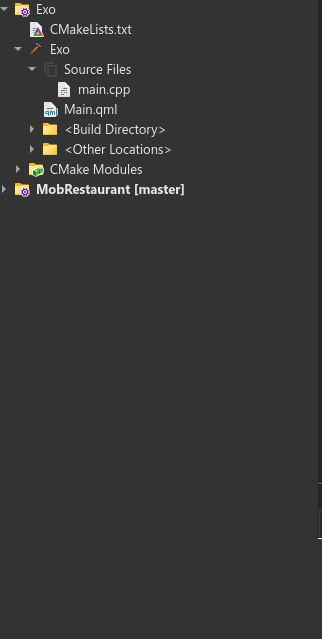 Exo
CMakeLists.txt
Exo
Source Files
main.cpp
Main.qml
<Build Directory>
<Other Locations>
CMake Modules
MobRestaurant [master]